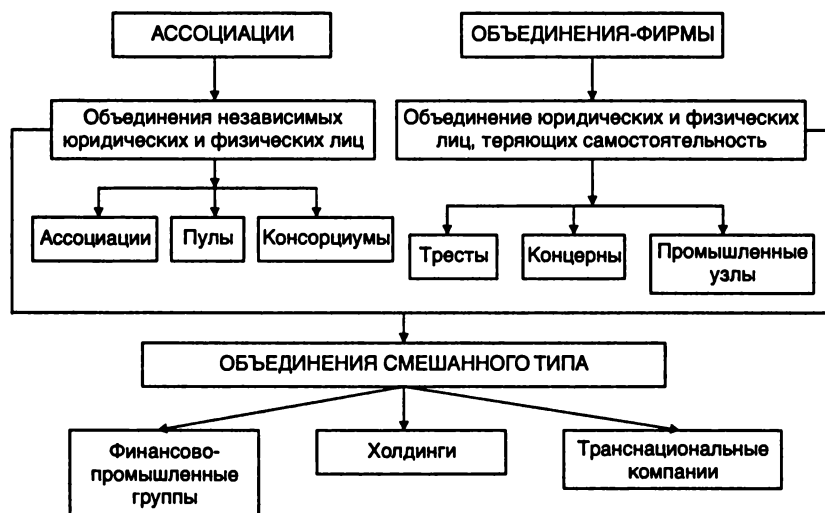 АССОЦИАЦИИ
ОБЪЕДИНЕНИЯ-ФИРМЫ
Объединения независимых
юридических и физических лиц
Объединение юридических и физических
лиц, теряющих самостоятельность
Ассоциации
Пулы
Консорциумы
Тресты
Концерны
Промышленные
узлы
ОБЪЕДИНЕНИЯ СМЕШАННОГО ТИПА
Финансово-
промышленные
группы
Холдинги
Транснациональные
компании